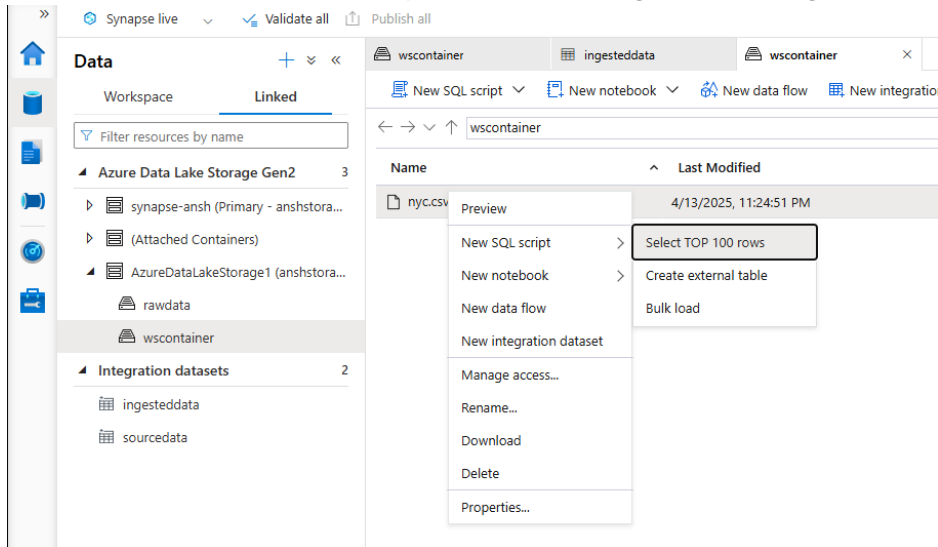 »
Synapse live
Validate all
Publish all
Data
+
«
Workspace
Linked
Filter resources by name
Azure Data Lake Storage Gen2 3
synapse-ansh (Primary - anshstora...
(Attached Containers)
AzureDataLakeStorage1 (anshstora...
rawdata
wscontainer
Integration datasets 2
ingesteddata
sourcedata
wscontainer
ingesteddata
wscontainer ×
New SQL script
New notebook
New data flow
New integration
wscontainer
Name
Last Modified
nyc.csv
4/13/2025, 11:24:51 PM
Preview
New SQL script
New notebook
New data flow
New integration dataset
Manage access...
Rename...
Download
Delete
Properties...
Select TOP 100 rows
Create external table
Bulk load